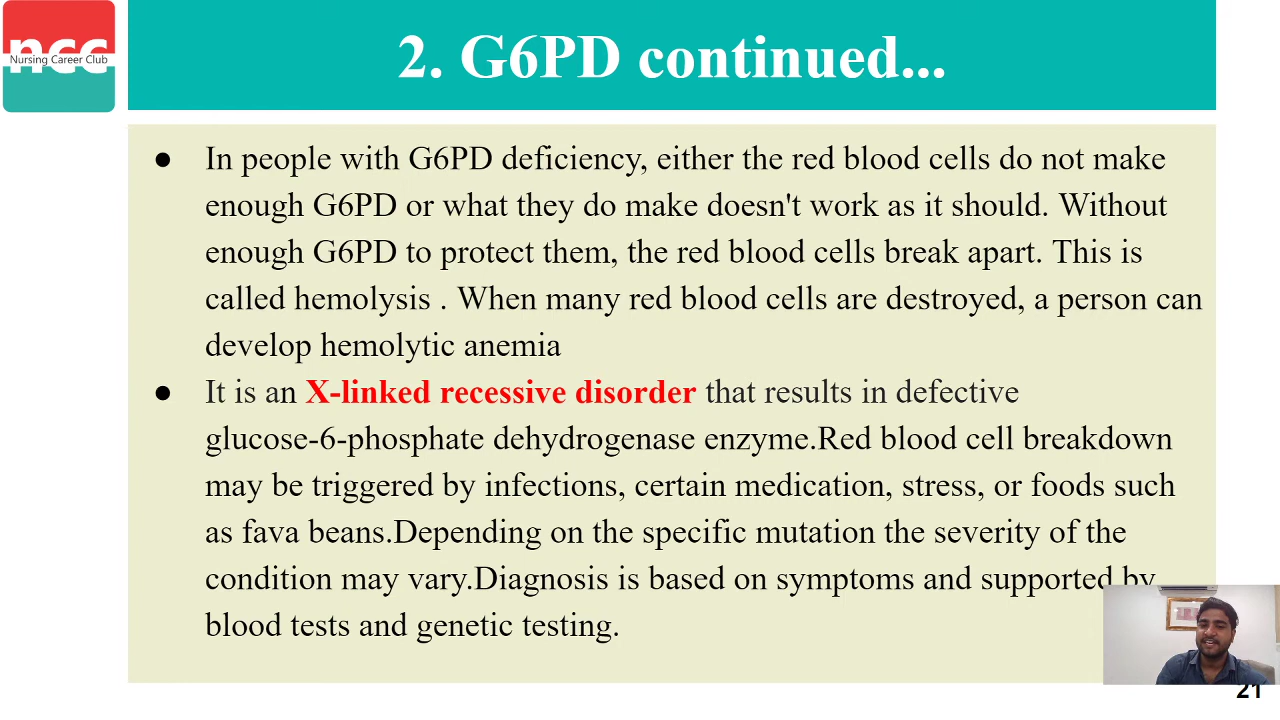 ncc
Nursing Career Club
2. G6PD continued...
● In people with G6PD deficiency, either the red blood cells do not make
enough G6PD or what they do make doesn't work as it should. Without
enough G6PD to protect them, the red blood cells break apart. This is
called hemolysis . When many red blood cells are destroyed, a person can
develop hemolytic anemia
● It is an X-linked recessive disorder that results in defective
glucose-6-phosphate dehydrogenase enzyme.Red blood cell breakdown
may be triggered by infections, certain medication, stress, or foods such
as fava beans.Depending on the specific mutation the severity of the
condition may vary.Diagnosis is based on symptoms and supported by
blood tests and genetic testing.
21